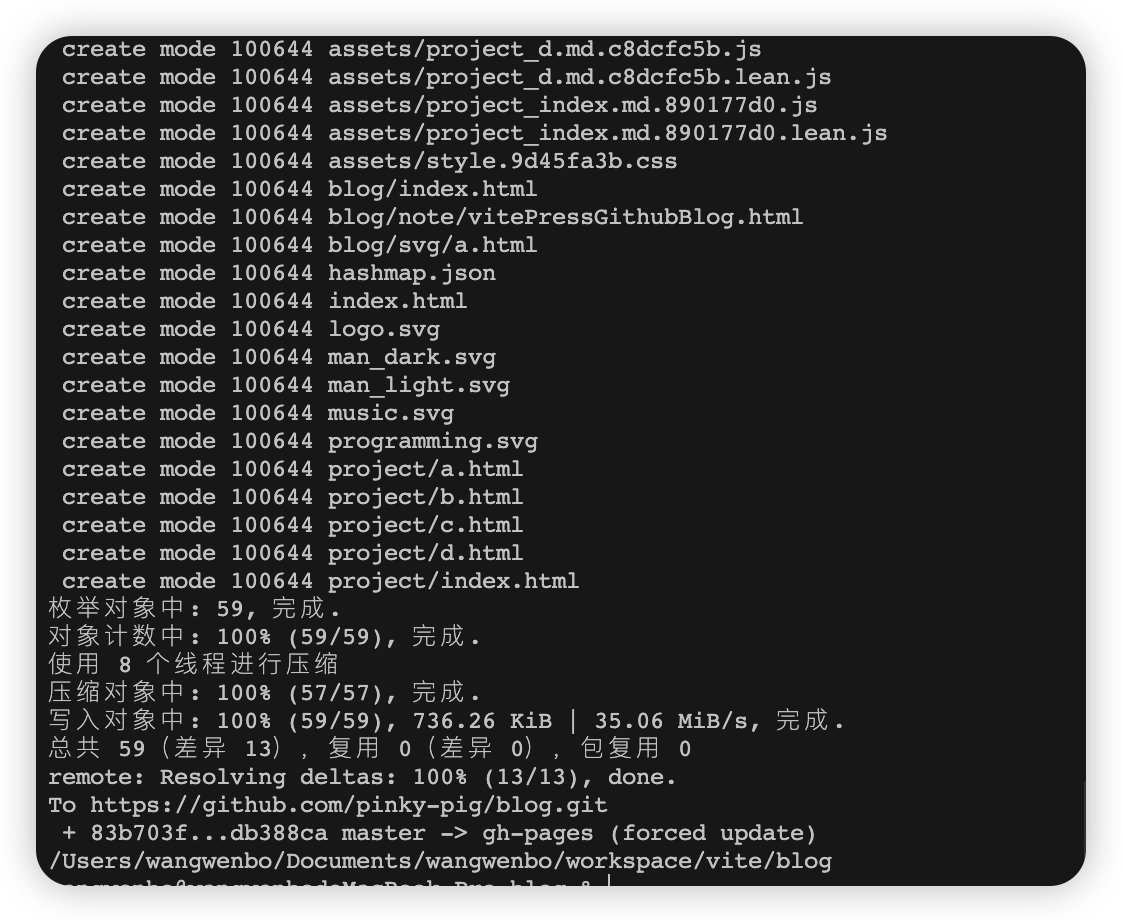 create mode 100644 assets/project_d.md.c8dcfc5b.js
create mode 100644 assets/project_d.md.c8dcfc5b.lean.js
create mode 100644 assets/project_index.md.890177d0.js
create mode 100644 assets/project_index.md.890177d0.lean.js
create mode 100644 assets/style.9d45fa3b.css
create mode 100644 blog/index.html
create mode 100644 blog/note/vitePressGithubBlog.html
create mode 100644 blog/svg/a.html
create mode 100644 hashmap.json
create mode 100644 index.html
create mode 100644 logo.svg
create mode 100644 man_dark.svg
create mode 100644 man_light.svg
create mode 100644 music.svg
create mode 100644 programming.svg
create mode 100644 project/a.html
create mode 100644 project/b.html
create mode 100644 project/c.html
create mode 100644 project/d.html
create mode 100644 project/index.html
枚举对象中: 59, 完成.
对象计数中: 100% (59/59), 完成.
使用 8 个线程进行压缩
压缩对象中: 100% (57/57), 完成.
写入对象中: 100% (59/59), 736.26 KiB | 35.06 MiB/s, 完成.
总共 59（差异 13），复用 0（差异 0），包复用 0
remote: Resolving deltas: 100% (13/13), done.
To https://github.com/pinky-pig/blog.git
+ 83b703f...db388ca master -> gh-pages (forced update)
/Users/wangwenbo/Documents/wangwenbo/workspace/vite/blog